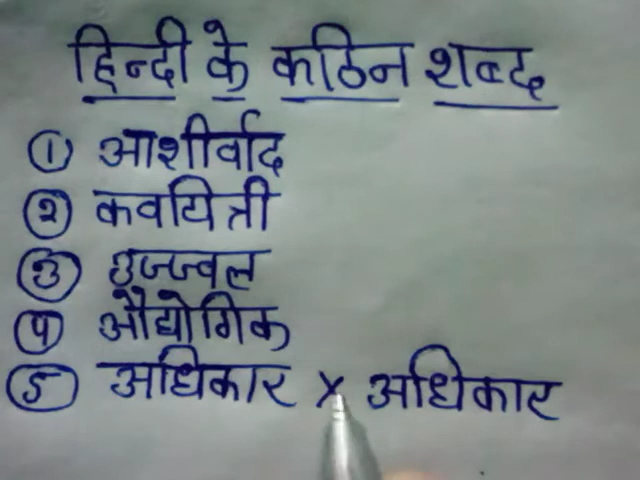 हिन्दी के कठिन शब्द
① आशीर्वाद
② कवयित्री
③ उज्ज्वल
④ औद्योगिक
⑤ अधिकार × अधिकार